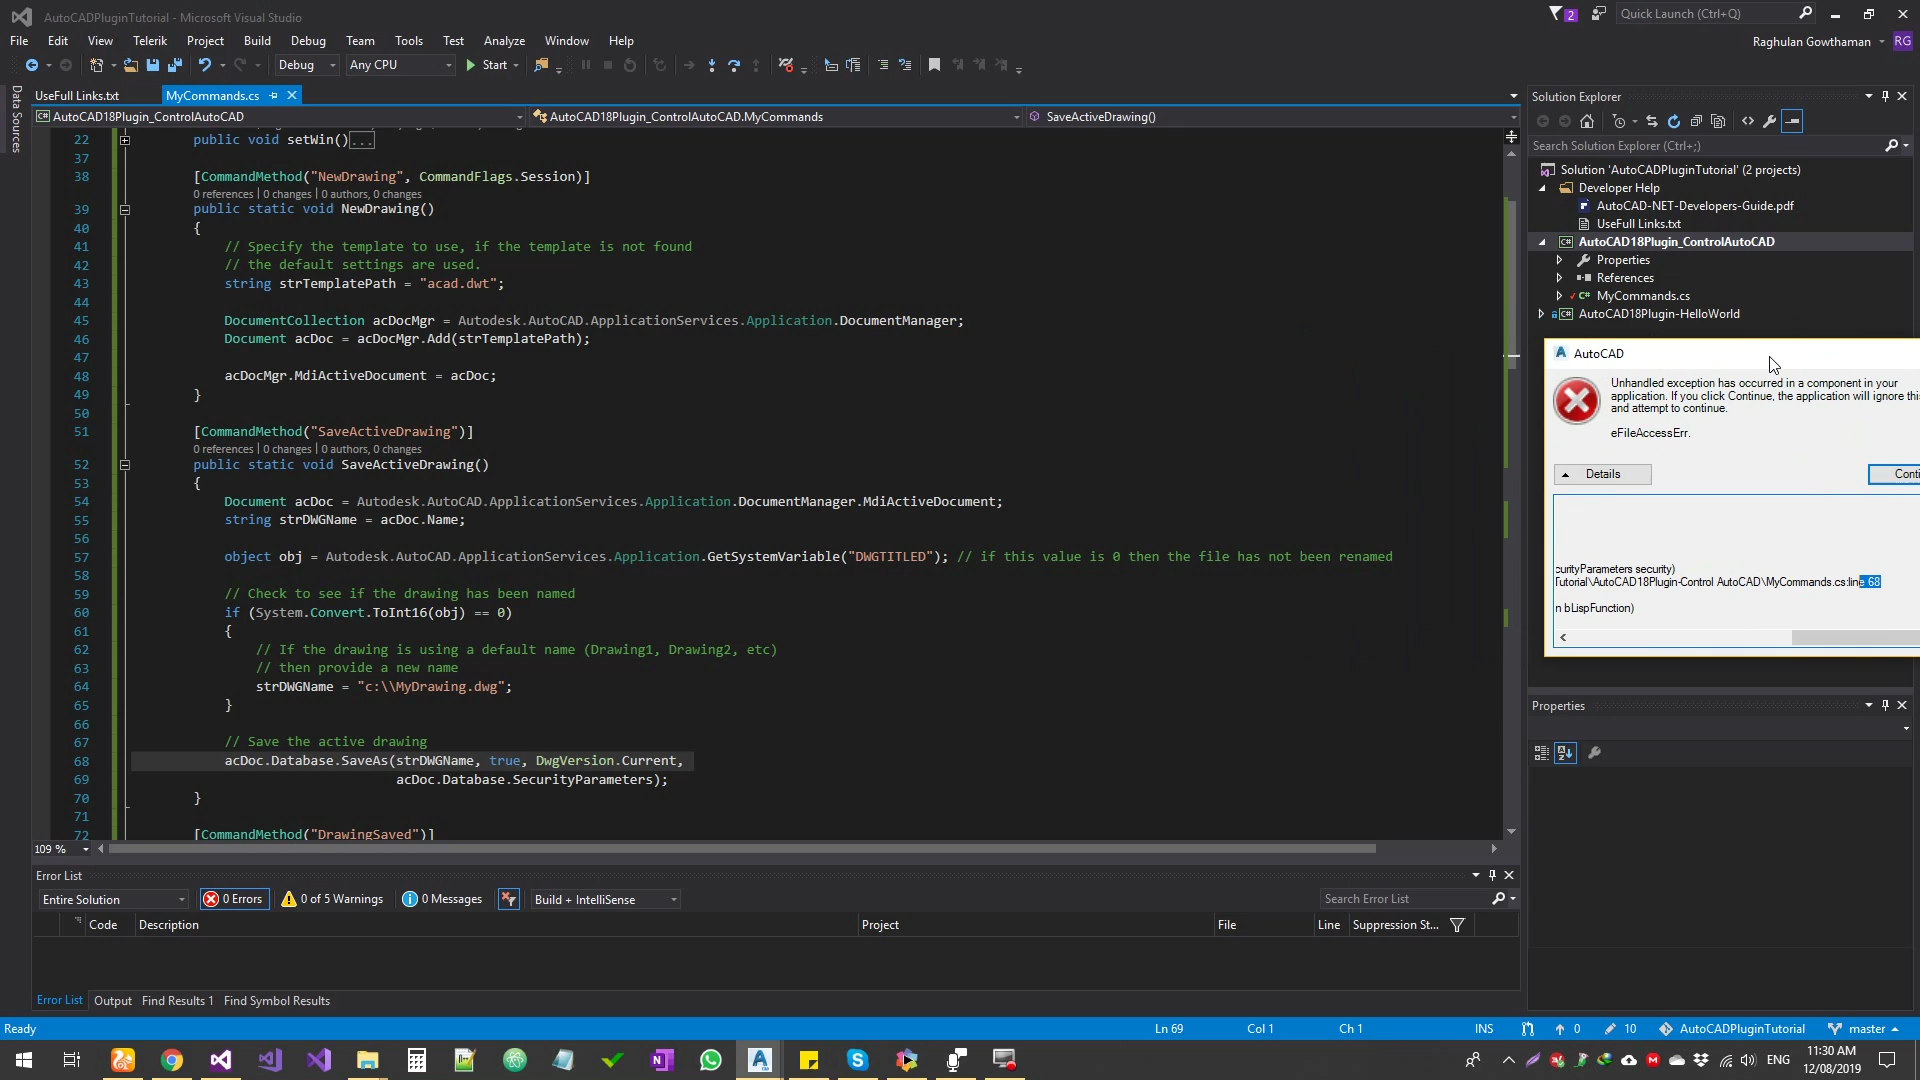 AutoCADPluginTutorial - Microsoft Visual Studio
2
Quick Launch (Ctrl+Q)
File Edit View Telerik Project Build Debug Team Tools Test Analyze Window Help
Raghulan Gowthaman
RG
Debug
Any CPU
Start
Data Sources
UseFull Links.txt
MyCommands.cs
AutoCAD18Plugin_ControlAutoCAD
AutoCAD18Plugin_ControlAutoCAD.MyCommands
SaveActiveDrawing()
22 public void setWin()...
37
38 [CommandMethod("NewDrawing", CommandFlags.Session)]
0 references | 0 changes | 0 authors, 0 changes
39 public static void NewDrawing()
40 {
41 // Specify the template to use, if the template is not found
42 // the default settings are used.
43 string strTemplatePath = "acad.dwt";
44
45 DocumentCollection acDocMgr = Autodesk.AutoCAD.ApplicationServices.Application.DocumentManager;
46 Document acDoc = acDocMgr.Add(strTemplatePath);
47
48 acDocMgr.MdiActiveDocument = acDoc;
49 }
50
51 [CommandMethod("SaveActiveDrawing")]
0 references | 0 changes | 0 authors, 0 changes
52 public static void SaveActiveDrawing()
53 {
54 Document acDoc = Autodesk.AutoCAD.ApplicationServices.Application.DocumentManager.MdiActiveDocument;
55 string strDWGName = acDoc.Name;
56
57 object obj = Autodesk.AutoCAD.ApplicationServices.Application.GetSystemVariable("DWGTITLED"); // if this value is 0 then the file has not been renamed
58
59 // Check to see if the drawing has been named
60 if (System.Convert.ToInt16(obj) == 0)
61 {
62 // If the drawing is using a default name (Drawing1, Drawing2, etc)
63 // then provide a new name
64 strDWGName = "c:\\MyDrawing.dwg";
65 }
66
67 // Save the active drawing
68 acDoc.Database.SaveAs(strDWGName, true, DwgVersion.Current,
69 acDoc.Database.SecurityParameters);
70 }
71
72 [CommandMethod("DrawingSaved")]
109 %
Solution Explorer
Search Solution Explorer (Ctrl+;)
Solution 'AutoCADPluginTutorial' (2 projects)
Developer Help
AutoCAD-NET-Developers-Guide.pdf
UseFull Links.txt
AutoCAD18Plugin_ControlAutoCAD
Properties
References
MyCommands.cs
AutoCAD18Plugin-HelloWorld
AutoCAD
Unhandled exception has occurred in a component in your
application. If you click Continue, the application will ignore this
and attempt to continue.
eFileAccessErr.
Details
Conti
curityParameters security)
Tutorial\AutoCAD18Plugin-Control AutoCAD\MyCommands.cs:line 68
n bLispFunction)
Properties
Error List
Entire Solution
0 Errors
0 of 5 Warnings
0 Messages
Build + IntelliSense
Search Error List
Code Description Project File Line Suppression St...
Error List Output Find Results 1 Find Symbol Results
Ready Ln 69 Col 1 Ch 1 INS 0 10 AutoCADPluginTutorial master
ENG
11:30 AM
12/08/2019